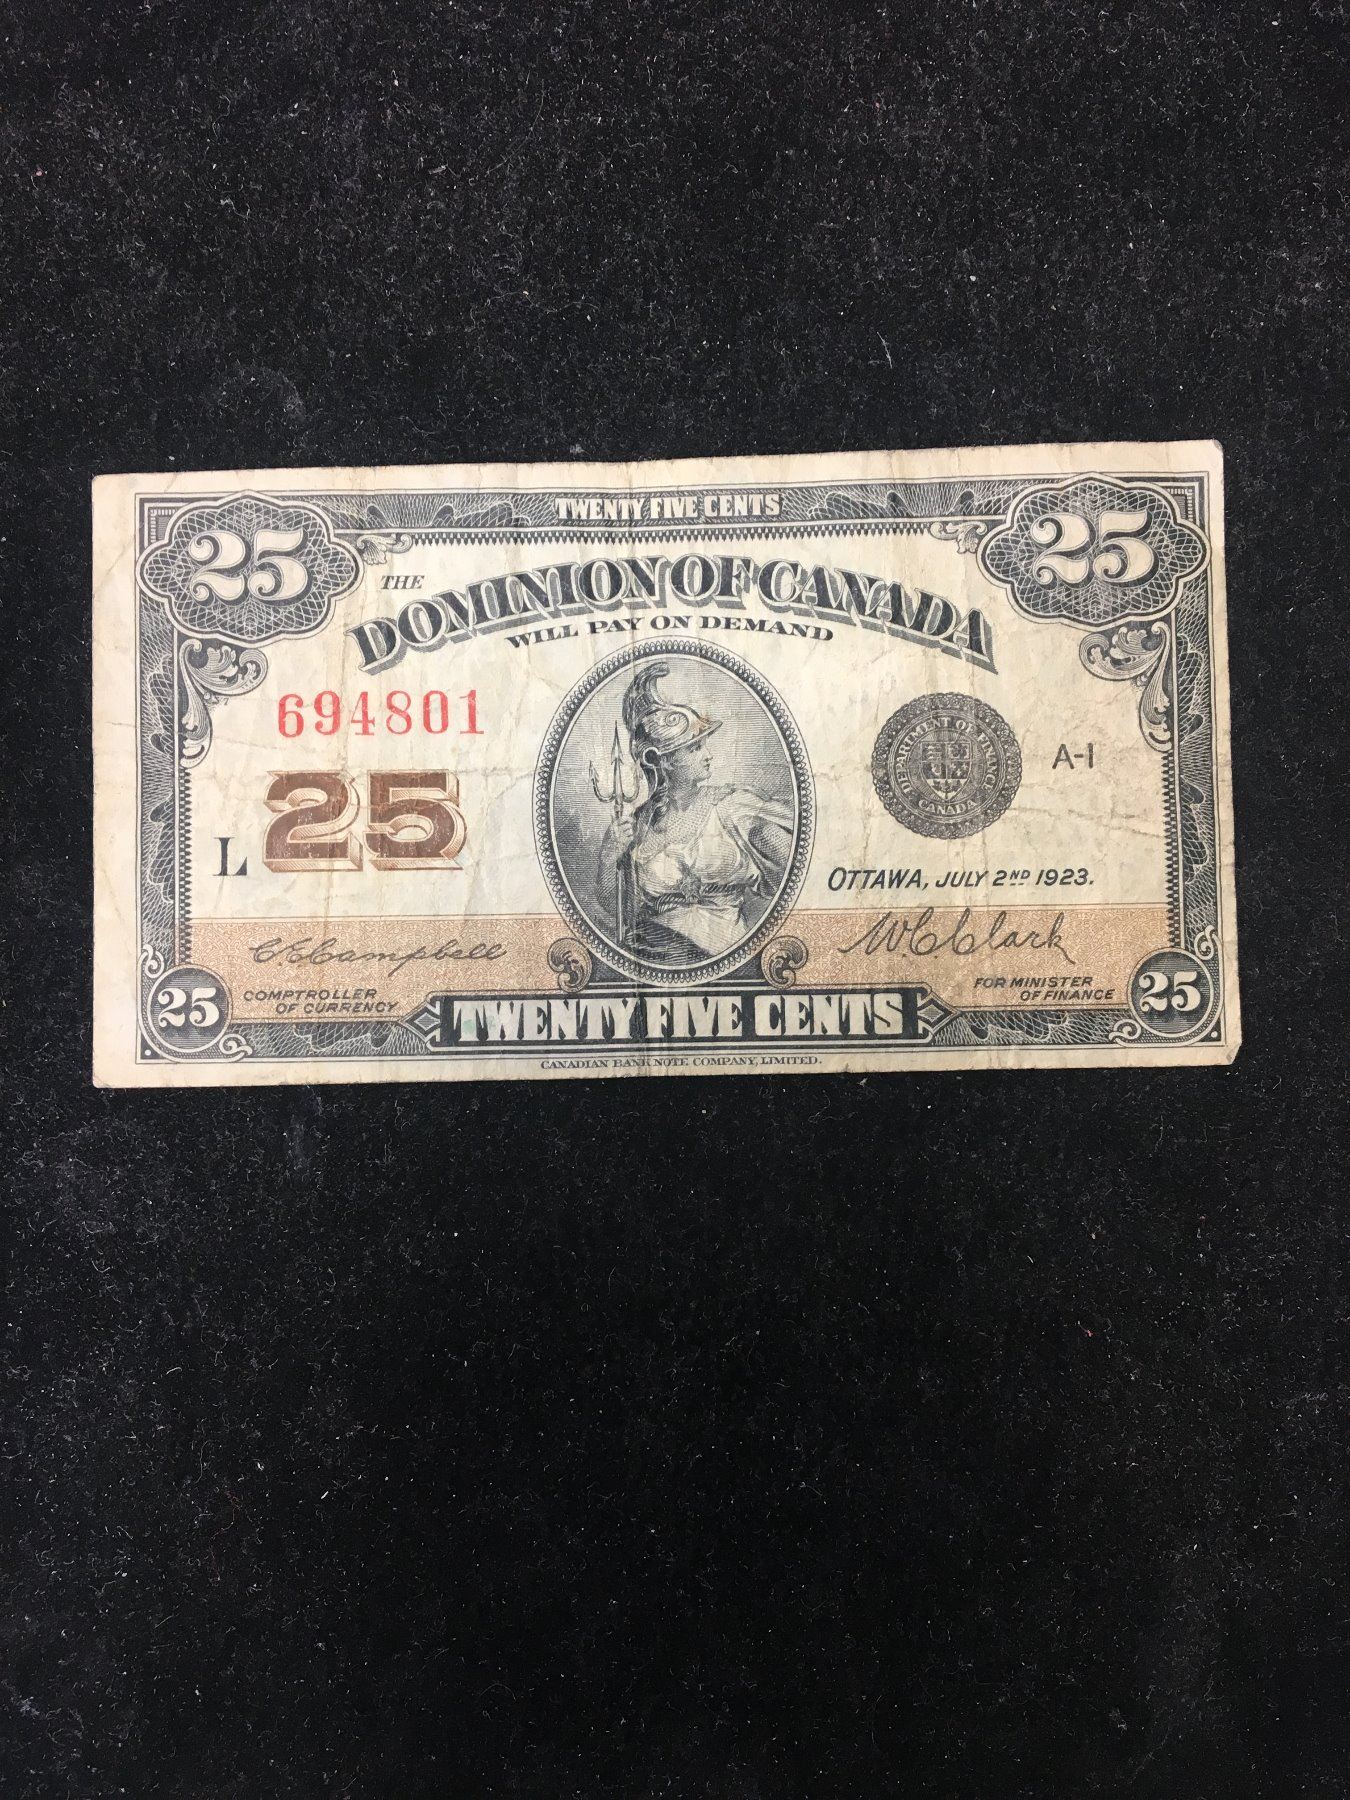 TWENTY FIVE CENTS
25 25
THE
DOMINION OF CANADA
WILL PAY ON DEMAND
694801
DEPARTMENT OF FINANCE
CANADA
A-1
L 25
OTTAWA, JULY 2ND 1923.
C.E. Campbell W.C. Clark
COMPTROLLER
OF CURRENCY
FOR MINISTER
OF FINANCE
25 TWENTY FIVE CENTS 25
CANADIAN BANK NOTE COMPANY, LIMITED.